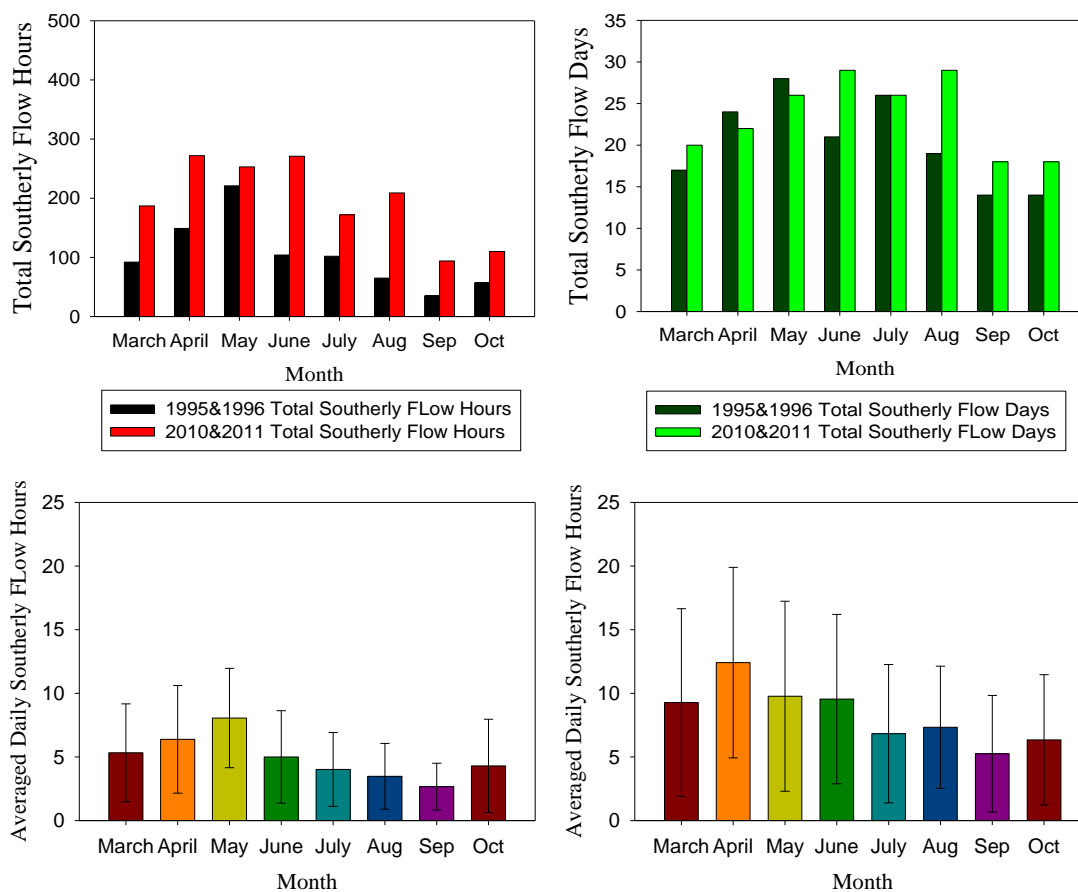 Total Southerly Flow Hours
500
400
300
200
100
0
March April May June July Aug Sep Oct
Month
1995&1996 Total Southerly FLow Hours
2010&2011 Total Southerly Flow Hours
Total Southerly Flow Days
35
30
25
20
15
10
5
0
March April May June July Aug Sep Oct
Month
1995&1996 Total Southerly Flow Days
2010&2011 Total Southerly FLow Days
Averaged Daily Southerly FLow Hours
25
20
15
10
5
0
March April May June July Aug Sep Oct
Month
Averaged Daily Southerly Flow Hours
25
20
15
10
5
0
March April May June July Aug Sep Oct
Month